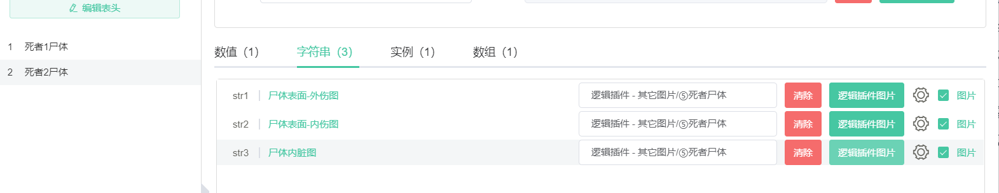 编辑表头
1 死者1尸体
2 死者2尸体
数值（1） 字符串（3） 实例（1） 数组（1）
str1 尸体表面-外伤图 逻辑插件 - 其它图片/⑤死者尸体 清除 逻辑插件图片 图片
str2 尸体表面-内伤图 逻辑插件 - 其它图片/⑤死者尸体 清除 逻辑插件图片 图片
str3 尸体内脏图 逻辑插件 - 其它图片/⑤死者尸体 清除 逻辑插件图片 图片